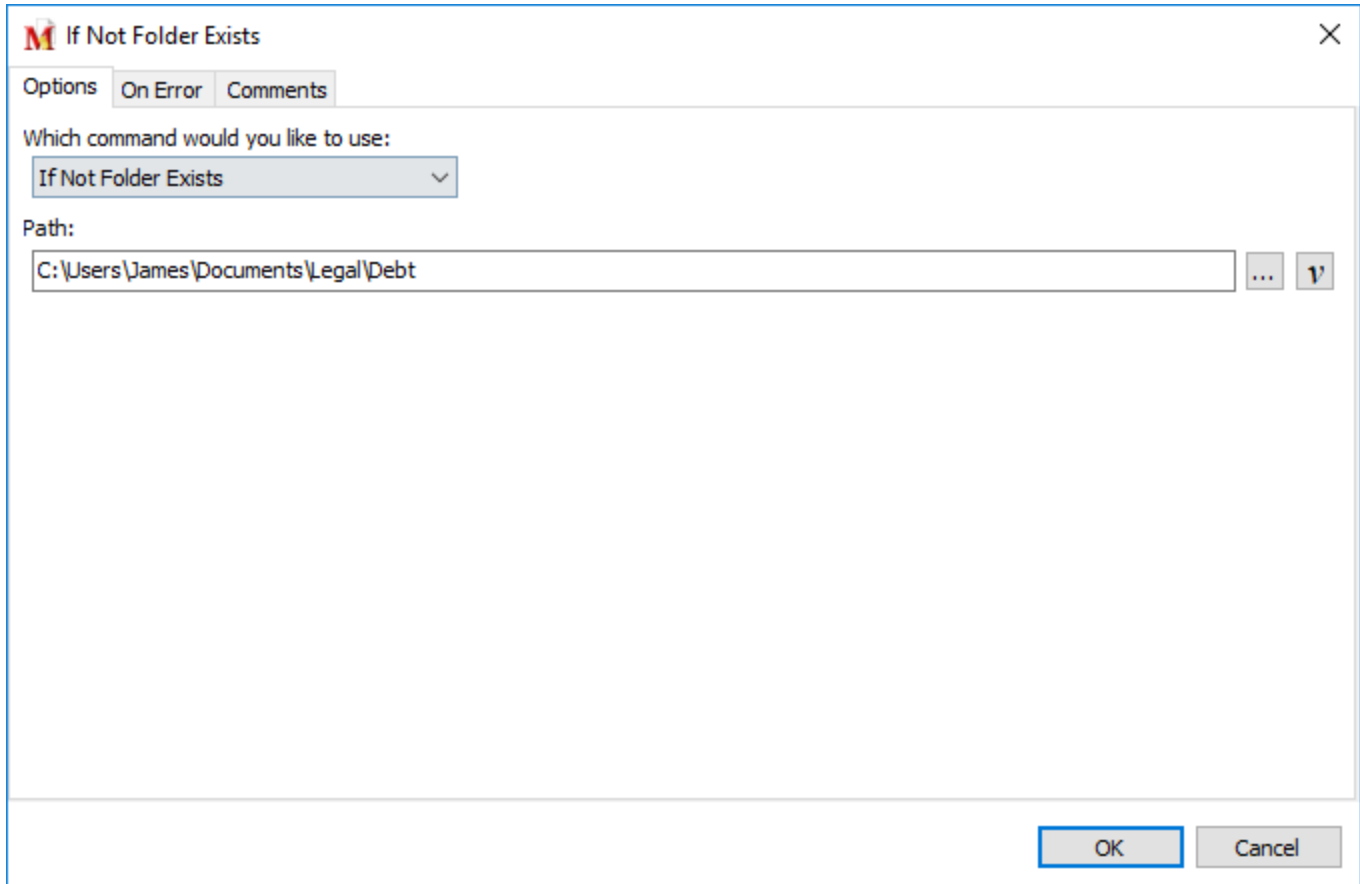 If Not Folder Exists
Options On Error Comments
Which command would you like to use:
If Not Folder Exists
Path:
C:\Users\James\Documents\Legal\Debt ... v
OK Cancel